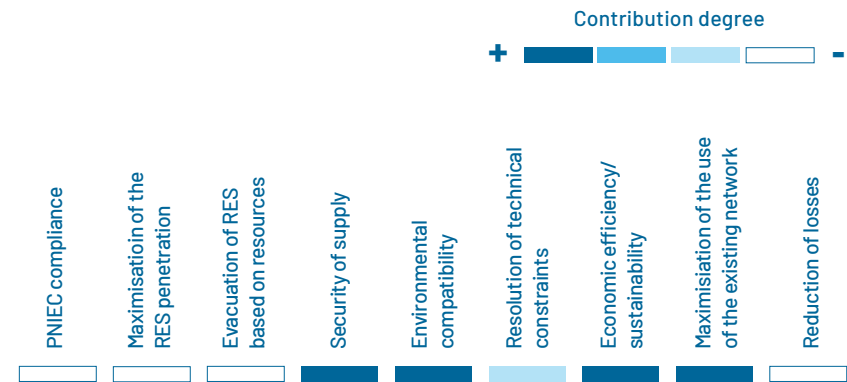 Contribution degree
+ -
PNIEC compliance
Maximisatioin of the
RES penetration
Evacuation of RES
based on resources
Security of supply
Environmental
compatibility
Resolution of technical
constraints
Economic efficiency/
sustainability
Maximisiation of the use
of the existing network
Reduction of losses